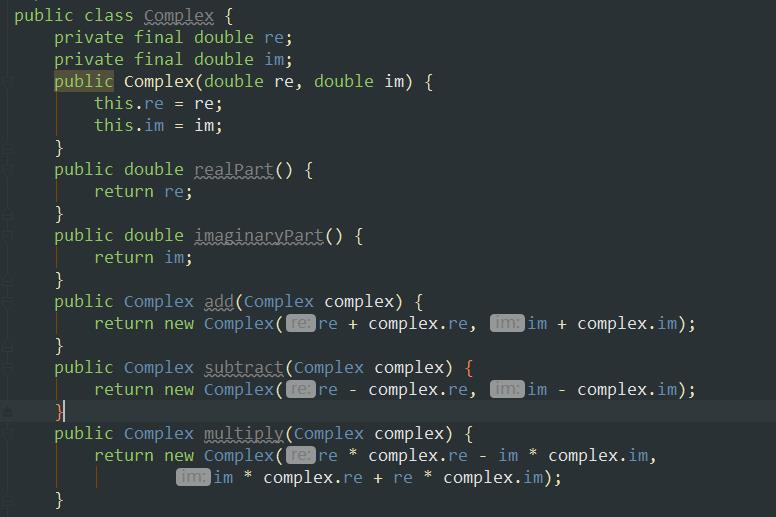 public class Complex {
    private final double re;
    private final double im;
    public Complex(double re, double im) {
        this.re = re;
        this.im = im;
    }
    public double realPart() {
        return re;
    }
    public double imaginaryPart() {
        return im;
    }
    public Complex add(Complex complex) {
        return new Complex( re: re + complex.re, im: im + complex.im);
    }
    public Complex subtract(Complex complex) {
        return new Complex( re: re - complex.re, im: im - complex.im);
    }
    public Complex multiply(Complex complex) {
        return new Complex( re: re * complex.re - im * complex.im,
                im: im * complex.re + re * complex.im);
    }